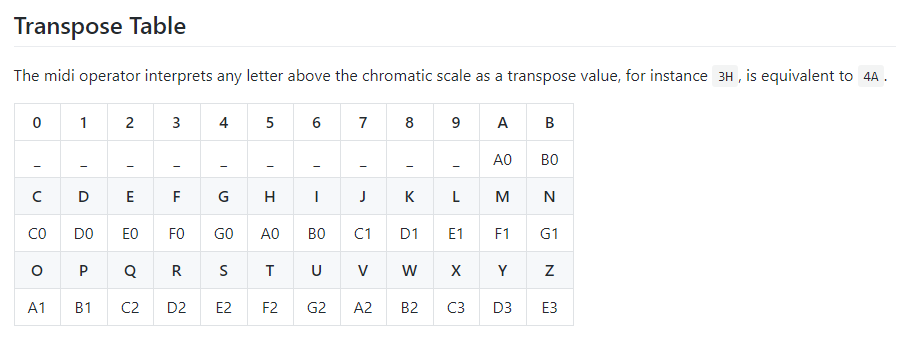 Transpose Table
The midi operator interprets any letter above the chromatic scale as a transpose value, for instance 3H , is equivalent to 4A .
0 1 2 3 4 5 6 7 8 9 A B
_ _ _ _ _ _ _ _ _ _ A0 B0
C D E F G H I J K L M N
C0 D0 E0 F0 G0 A0 B0 C1 D1 E1 F1 G1
O P Q R S T U V W X Y Z
A1 B1 C2 D2 E2 F2 G2 A2 B2 C3 D3 E3